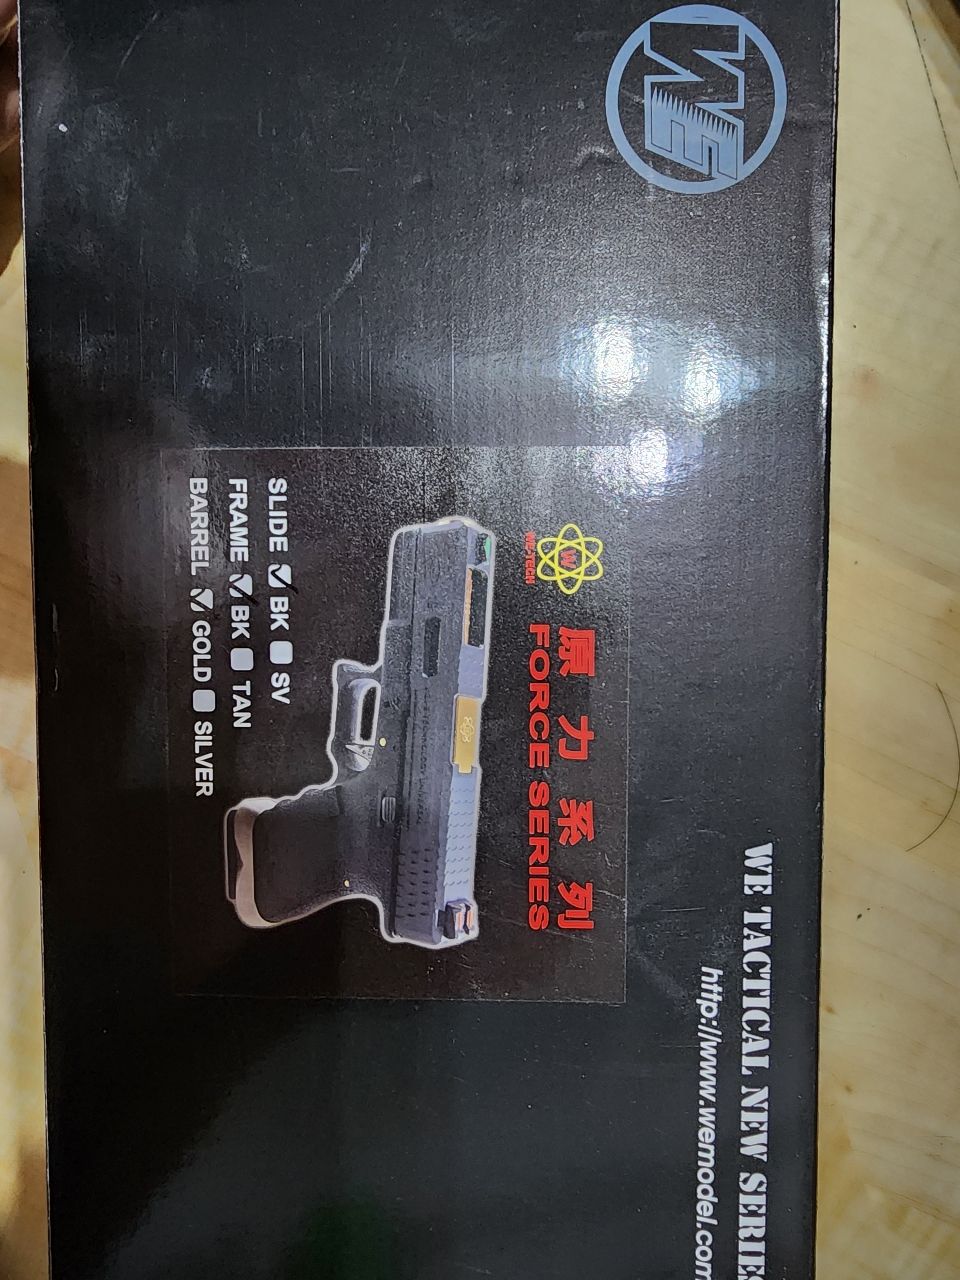 WE
WE TACTICAL NEW SERIES
http://www.wemodel.com
W
WE-TECH
原力系列
FORCE SERIES
SLIDE BK SV
FRAME BK TAN
BARREL GOLD SILVER